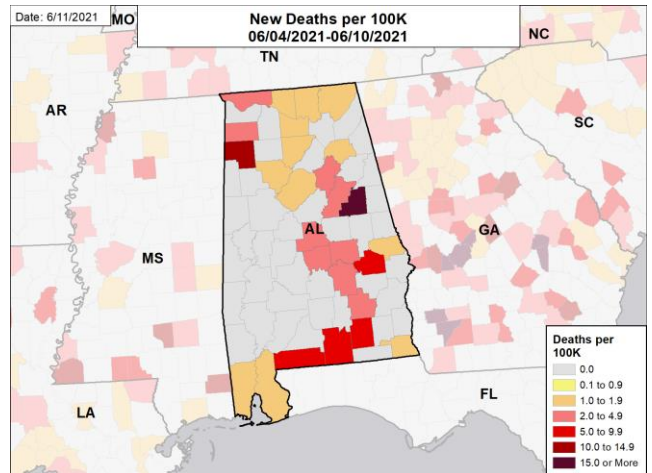 Date: 6/11/2021
New Deaths per 100K
06/04/2021-06/10/2021
MO
TN
NC
AR
SC
AL
MS
GA
LA
FL
Deaths per
100K
0.0
0.1 to 0.9
1.0 to 1.9
2.0 to 4.9
5.0 to 9.9
10.0 to 14.9
15.0 or More